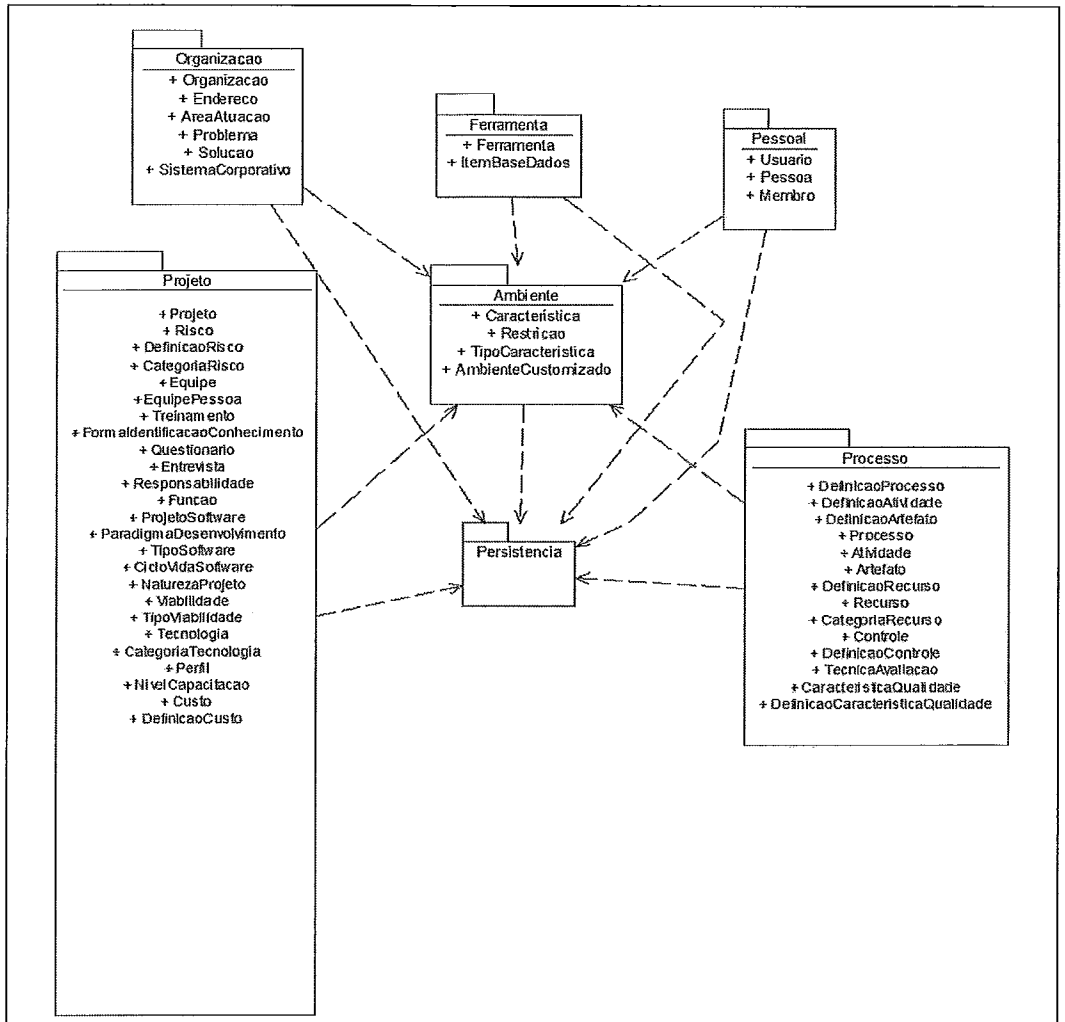 Organizacao
+ Organizacao
+ Endereco
+ AreaAtuacao
+ Problema
+ Solucao
+ SistemaCorporativo
Ferramenta
+ Ferramenta
+ ItemBaseDados
Pessoal
+ Usuario
+ Pessoa
+ Membro
Projeto
+ Projeto
+ Risco
+ DefinicaoRisco
+ CategoriaRisco
+ Equipe
+ EquipePessoa
+ Treinamento
+ FormaIdentificacaoConhecimento
+ Questionario
+ Entrevista
+ Responsabilidade
+ Funcao
+ ProjetoSoftware
+ ParadigmaDesenvolvimento
+ TipoSoftware
+ CicloVidaSoftware
+ NaturezaProjeto
+ Viabilidade
+ TipoViabilidade
+ Tecnologia
+ CategoriaTecnologia
+ Perfil
+ NivelCapacitacao
+ Custo
+ DefinicaoCusto
Ambiente
+ Característica
+ Restricao
+ TipoCaracteristica
+ AmbienteCustomizado
Persistencia
Processo
+ DefinicaoProcesso
+ DefinicaoAtividade
+ DefinicaoArtefato
+ Processo
+ Atividade
+ Artefato
+ DefinicaoRecurso
+ Recurso
+ CategoriaRecurso
+ Controle
+ DefinicaoControle
+ TecnicaAvaliacao
+ CaracteristicaQualidade
+ DefinicaoCaracteristicaQualidade